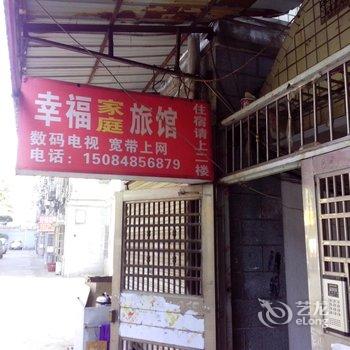 幸福家庭旅馆
数码电视 宽带上网
电话：15084856879
住宿请上二楼
艺龙
eLong